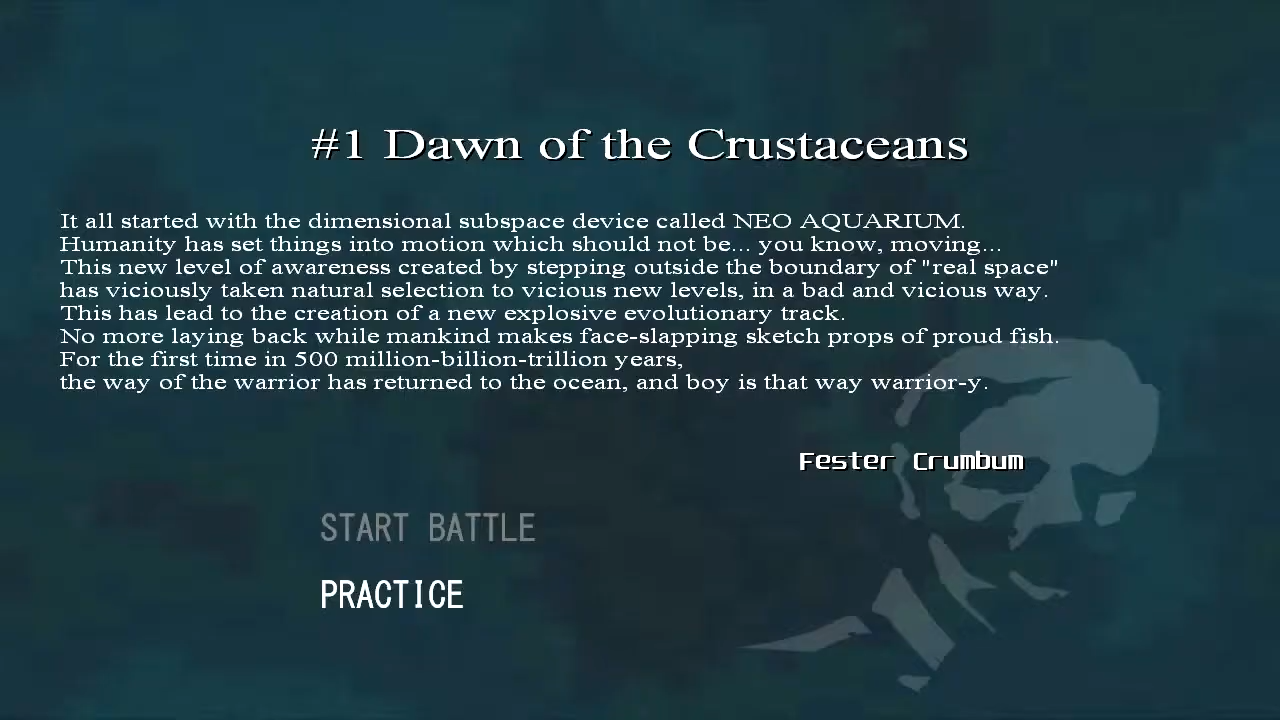 #1 Dawn of the Crustaceans
It all started with the dimensional subspace device called NEO AQUARIUM.
Humanity has set things into motion which should not be... you know, moving...
This new level of awareness created by stepping outside the boundary of "real space"
has viciously taken natural selection to vicious new levels, in a bad and vicious way.
This has lead to the creation of a new explosive evolutionary track.
No more laying back while mankind makes face-slapping sketch props of proud fish.
For the first time in 500 million-billion-trillion years,
the way of the warrior has returned to the ocean, and boy is that way warrior-y.
Fester Crumbum
START BATTLE
PRACTICE